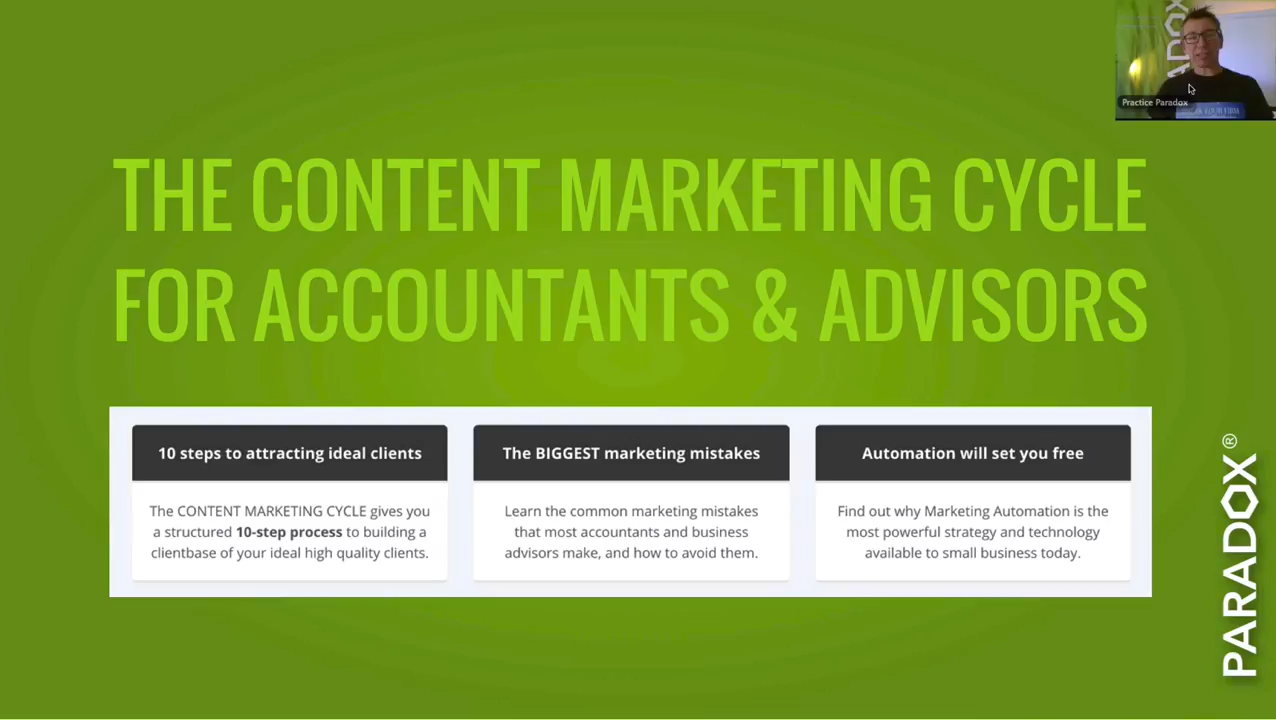 THE CONTENT MARKETING CYCLE
FOR ACCOUNTANTS & ADVISORS
10 steps to attracting ideal clients
The CONTENT MARKETING CYCLE gives you
a structured 10-step process to building a
clientbase of your ideal high quality clients.
The BIGGEST marketing mistakes
Learn the common marketing mistakes
that most accountants and business
advisors make, and how to avoid them.
Automation will set you free
Find out why Marketing Automation is the
most powerful strategy and technology
available to small business today.
PARADOX®
Practice Paradox